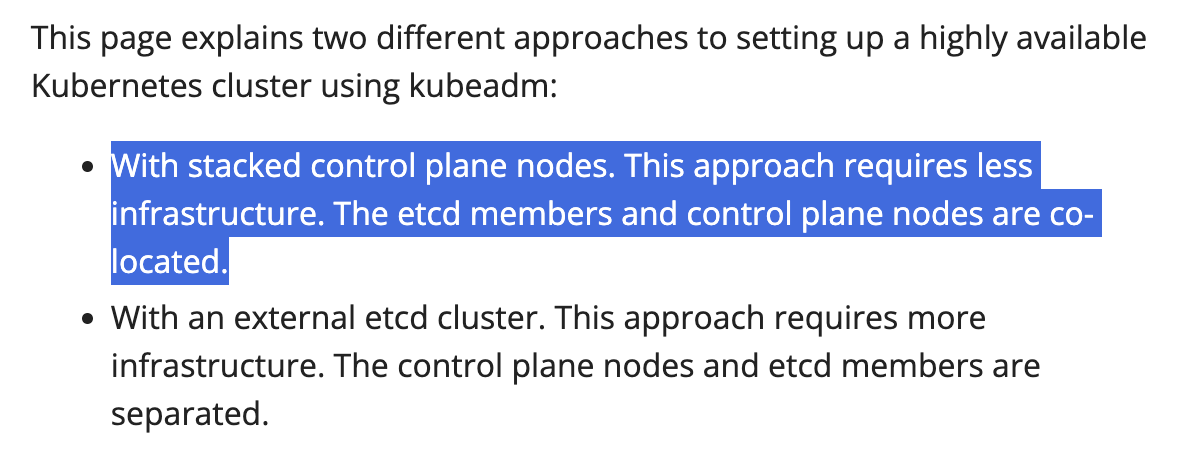 This page explains two different approaches to setting up a highly available
Kubernetes cluster using kubeadm:
• With stacked control plane nodes. This approach requires less
infrastructure. The etcd members and control plane nodes are co-
located.
• With an external etcd cluster. This approach requires more
infrastructure. The control plane nodes and etcd members are
separated.